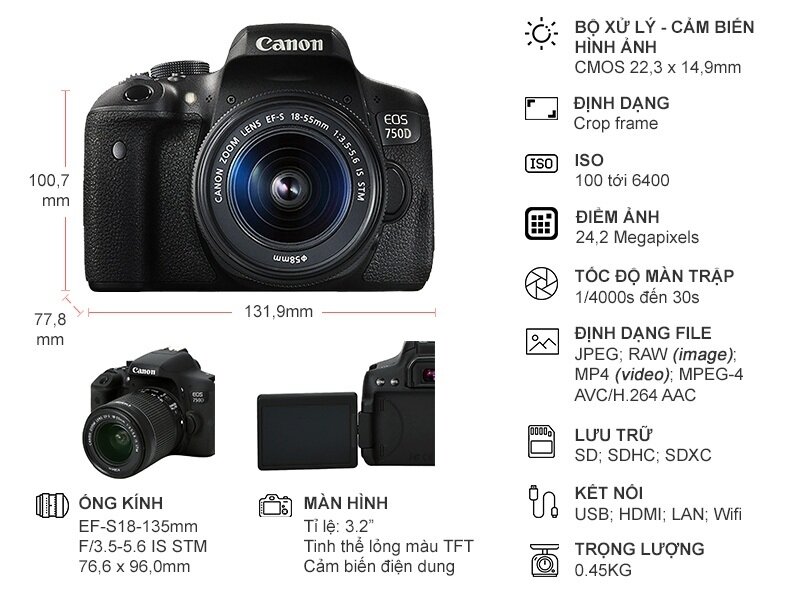 Canon
EOS
750D
CANON ZOOM LENS EF-S 18-55mm 1:3.5-5.6 IS STM
φ58mm
100,7
mm
77,8
mm
131,9mm
Canon
EOS
750D
ỐNG KÍNH
EF-S18-135mm
F/3.5-5.6 IS STM
76,6 x 96,0mm
MÀN HÌNH
Tỉ lệ: 3.2”
Tinh thể lỏng màu TFT
Cảm biến điện dung
BỘ XỬ LÝ - CẢM BIẾN
HÌNH ẢNH
CMOS 22,3 x 14,9mm
ĐỊNH DẠNG
Crop frame
ISO
ISO
100 tới 6400
ĐIỂM ẢNH
24,2 Megapixels
TỐC ĐỘ MÀN TRẬP
1/4000s đến 30s
ĐỊNH DẠNG FILE
JPEG; RAW (image);
MP4 (video); MPEG-4
AVC/H.264 AAC
LƯU TRỮ
SD; SDHC; SDXC
KẾT NỐI
USB; HDMI; LAN; Wifi
TRỌNG LƯỢNG
0.45KG